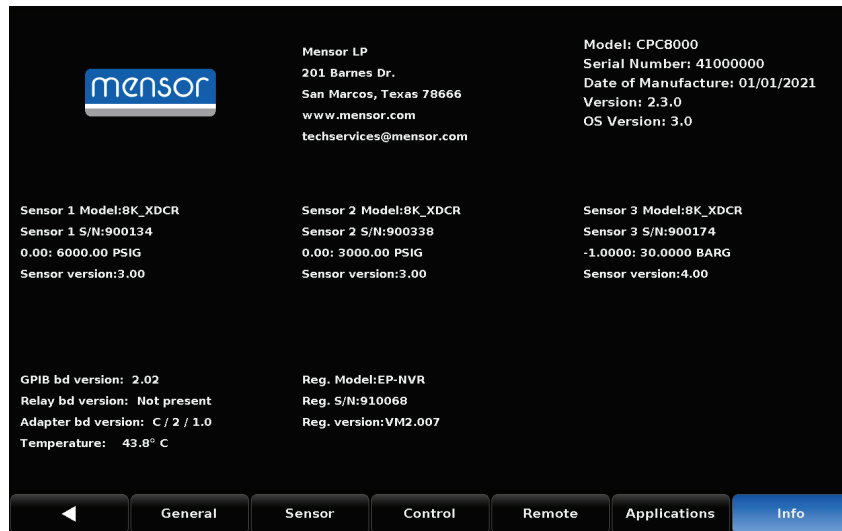 mensor
Mensor LP
201 Barnes Dr.
San Marcos, Texas 78666
www.mensor.com
techservices@mensor.com
Model: CPC8000
Serial Number: 41000000
Date of Manufacture: 01/01/2021
Version: 2.3.0
OS Version: 3.0
Sensor 1 Model:8K_XDCR
Sensor 1 S/N:900134
0.00: 6000.00 PSIG
Sensor version:3.00
Sensor 2 Model:8K_XDCR
Sensor 2 S/N:900338
0.00: 3000.00 PSIG
Sensor version:3.00
Sensor 3 Model:8K_XDCR
Sensor 3 S/N:900174
-1.0000: 30.0000 BARG
Sensor version:4.00
GPIB bd version: 2.02
Relay bd version: Not present
Adapter bd version: C / 2 / 1.0
Temperature: 43.8° C
Reg. Model:EP-NVR
Reg. S/N:910068
Reg. version:VM2.007
General
Sensor
Control
Remote
Applications
Info